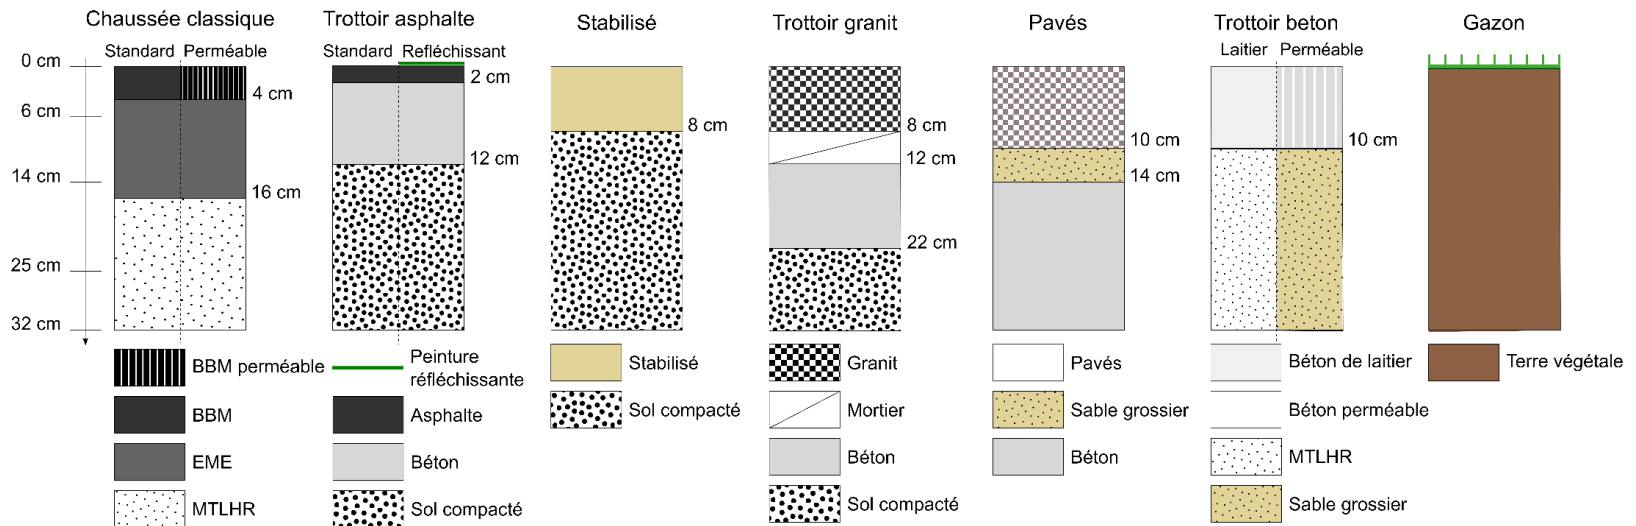 Chaussée classique
Trottoir asphalte
Stabilisé
Trottoir granit
Pavés
Trottoir beton
Gazon
Standard
Perméable
Standard
Refléchissant
Laitier
Perméable
0 cm
6 cm
14 cm
25 cm
32 cm
4 cm
16 cm
2 cm
12 cm
8 cm
8 cm
12 cm
22 cm
10 cm
14 cm
10 cm
BBM perméable
BBM
EME
MTLHR
Peinture
réfléchissante
Asphalte
Béton
Sol compacté
Stabilisé
Sol compacté
Granit
Mortier
Béton
Sol compacté
Pavés
Sable grossier
Béton
Béton de laitier
Béton perméable
MTLHR
Sable grossier
Terre végétale